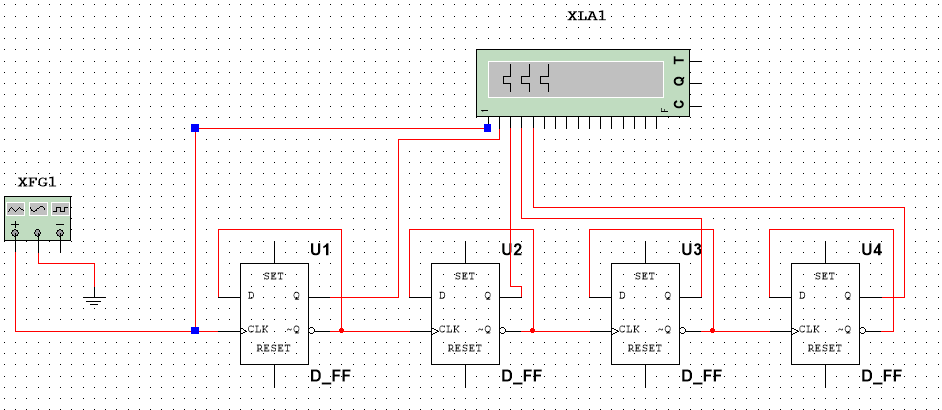 XLA1
T
Q
C
1
F
XFG1
+
−
U1
U2
U3
U4
SET
SET
SET
SET
D Q
D Q
D Q
D Q
CLK ~Q
CLK ~Q
CLK ~Q
CLK ~Q
RESET
RESET
RESET
RESET
D_FF
D_FF
D_FF
D_FF